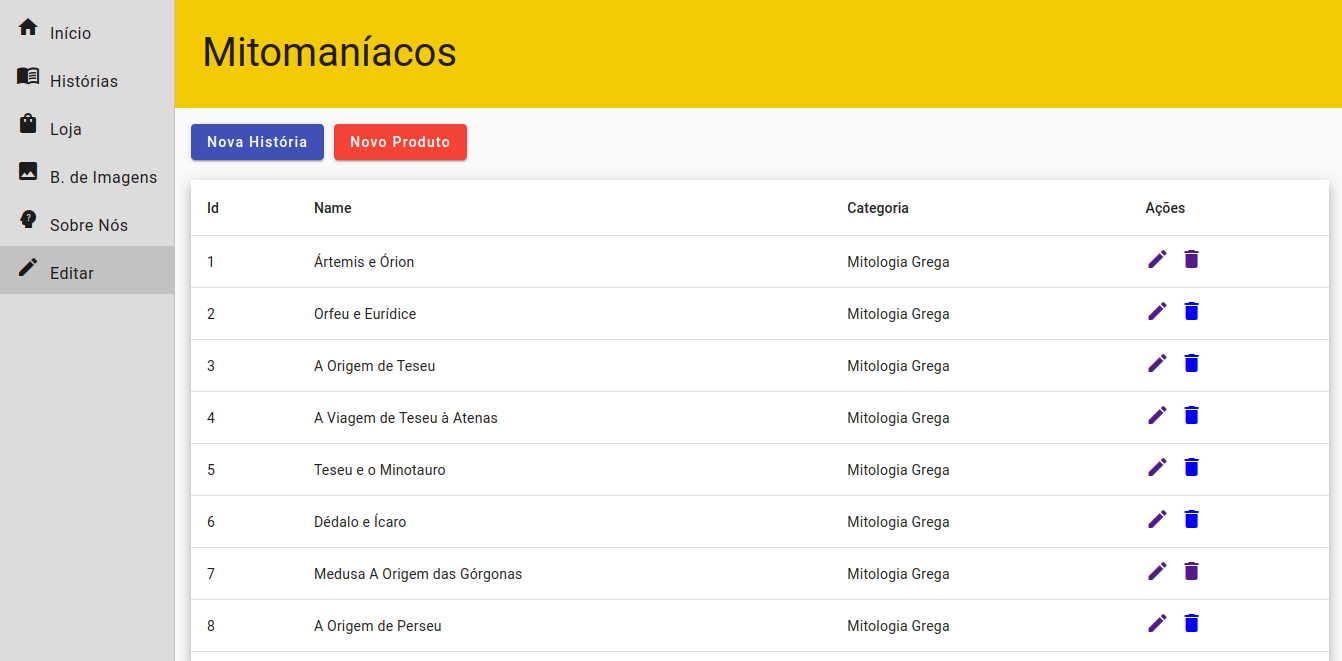 Início
Histórias
Loja
B. de Imagens
Sobre Nós
Editar
Mitomaníacos
Nova História Novo Produto
Id Name Categoria Ações
1 Ártemis e Órion Mitologia Grega
2 Orfeu e Eurídice Mitologia Grega
3 A Origem de Teseu Mitologia Grega
4 A Viagem de Teseu à Atenas Mitologia Grega
5 Teseu e o Minotauro Mitologia Grega
6 Dédalo e Ícaro Mitologia Grega
7 Medusa A Origem das Górgonas Mitologia Grega
8 A Origem de Perseu Mitologia Grega